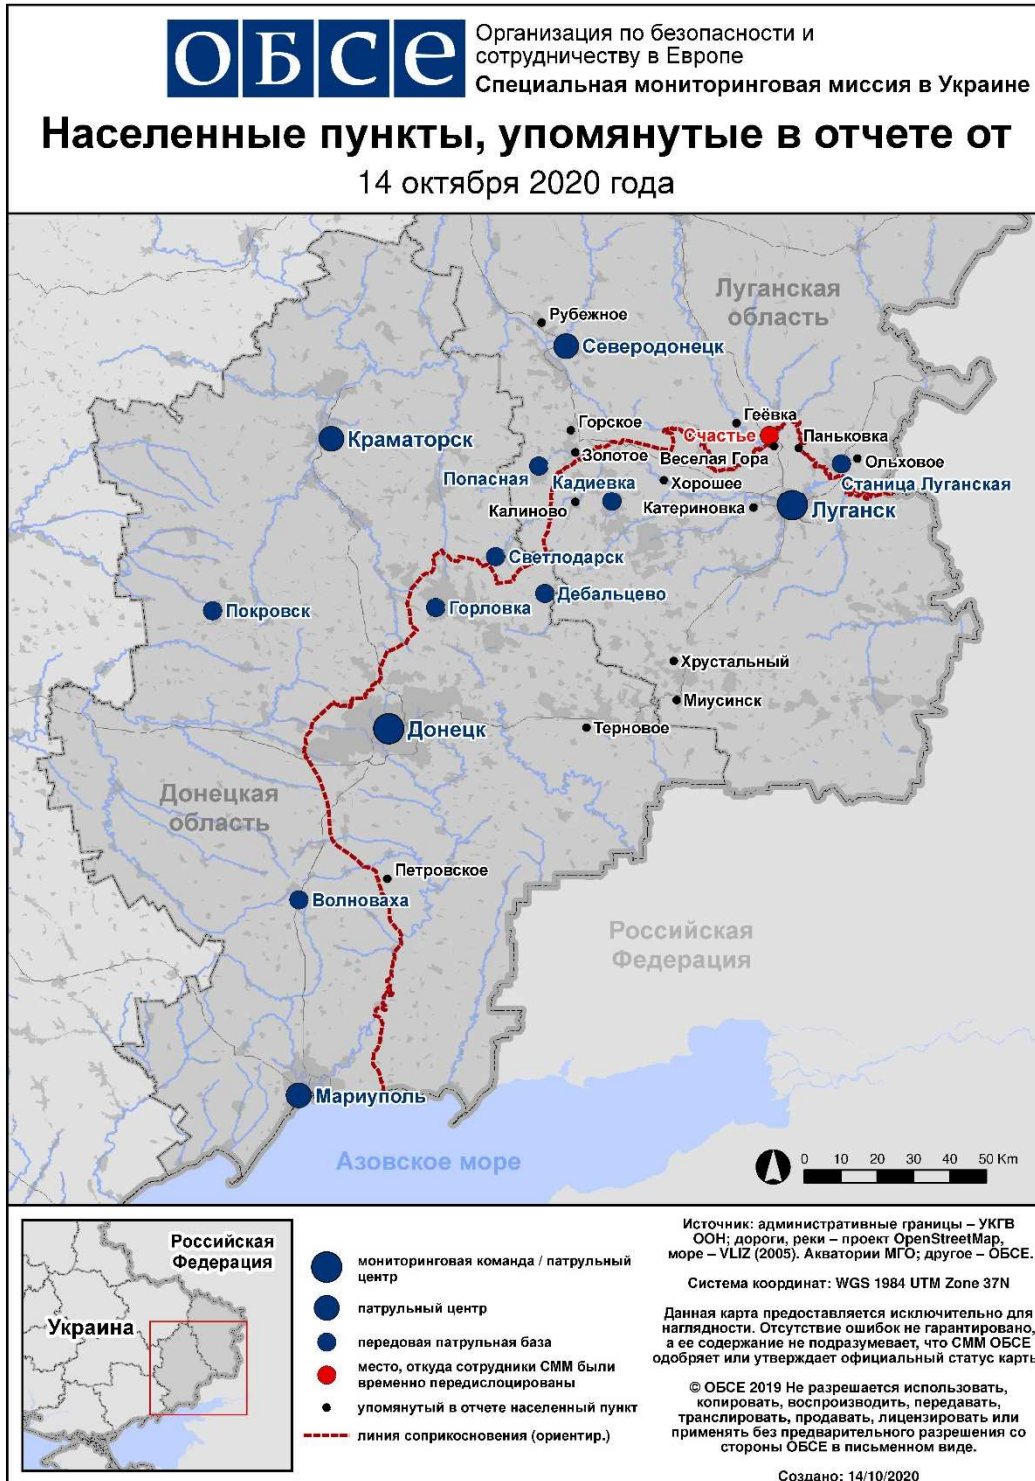 ОБСЕ
Организация по безопасности и
сотрудничеству в Европе
Специальная мониторинговая миссия в Украине
Населенные пункты, упомянутые в отчете от
14 октября 2020 года
Луганская
область
Рубежное
Северодонецк
Геёвка
Горское
Счастье
Паньковка
Краматорск
Золотое
Веселая Гора
Ольховое
Попасная
Кадиевка
Хорошее
Станица Луганская
Калиново
Катериновка
Луганск
Светлодарск
Дебальцево
Покровск
Горловка
Хрустальный
Миусинск
Донецк
Терновое
Донецкая
область
Петровское
Волноваха
Российская
Федерация
Мариуполь
Азовское море
0 10 20 30 40 50 Km
Российская
Федерация
Украина
мониторинговая команда / патрульный
центр
патрульный центр
передовая патрульная база
место, откуда сотрудники СММ были
временно передислоцированы
упомянутый в отчете населенный пункт
линия соприкосновения (ориентир.)
Источник: административные границы – УКГВ
ООН; дороги, реки – проект OpenStreetMap,
море – VLIZ (2005). Акватории МГО; другое – ОБСЕ.
Система координат: WGS 1984 UTM Zone 37N
Данная карта предоставляется исключительно для
наглядности. Отсутствие ошибок не гарантировано,
а ее содержание не подразумевает, что СММ ОБСЕ
одобряет или утверждает официальный статус карты.
© ОБСЕ 2019 Не разрешается использовать,
копировать, воспроизводить, передавать,
транслировать, продавать, лицензировать или
применять без предварительного разрешения со
стороны ОБСЕ в письменном виде.
Создано: 14/10/2020